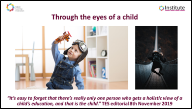 Through the eyes of a child
Institute
"It's easy to forget that there's really only one person who gets a holistic view of a
child's education, and that is the child." TES editorial 8th November 2019